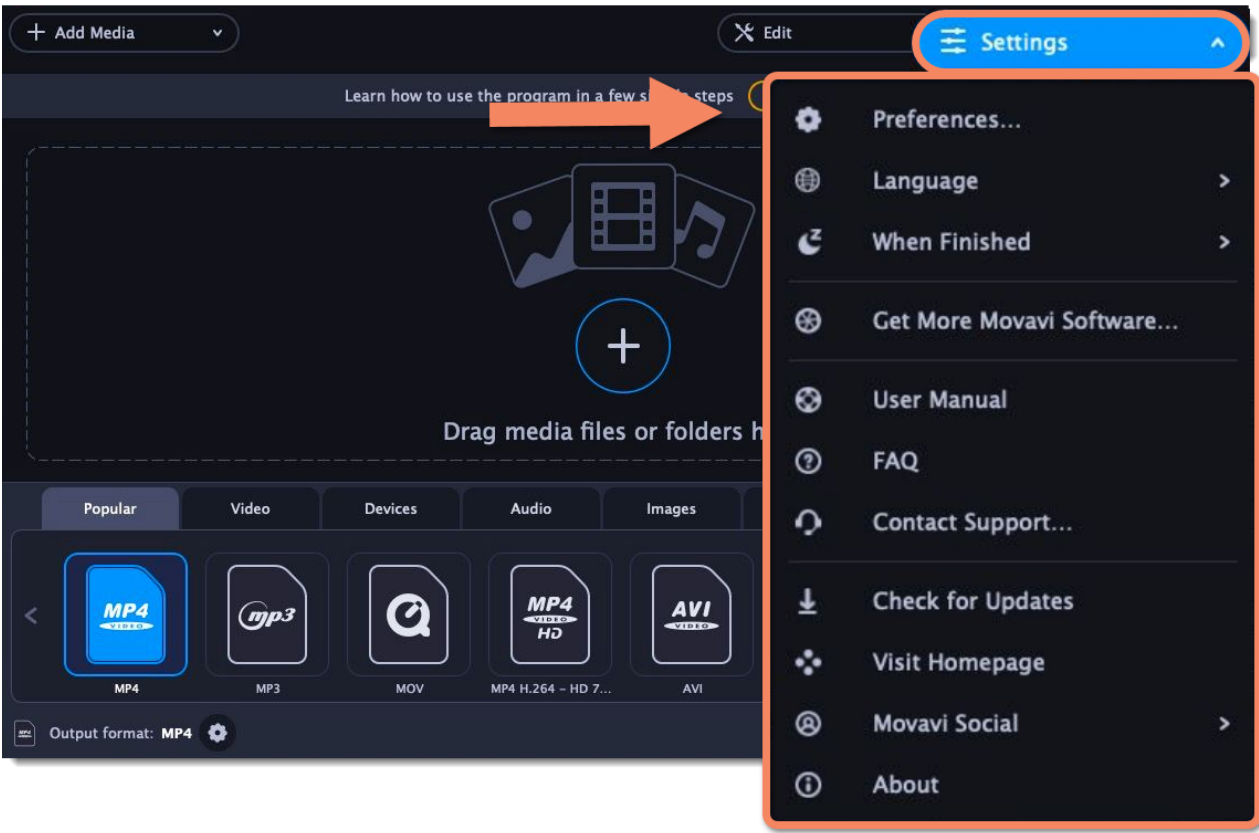 Add Media
Edit
Settings
Learn how to use the program in a few steps
Preferences...
Language
When Finished
Get More Movavi Software...
User Manual
FAQ
Contact Support...
Check for Updates
Visit Homepage
Movavi Social
About
Drag media files or folders
Popular
Video
Devices
Audio
Images
MP4
VIDEO
mp3
MP4
VIDEO
HD
AVI
VIDEO
MP4
MP3
MOV
MP4 H.264 – HD 7...
AVI
Output format: MP4